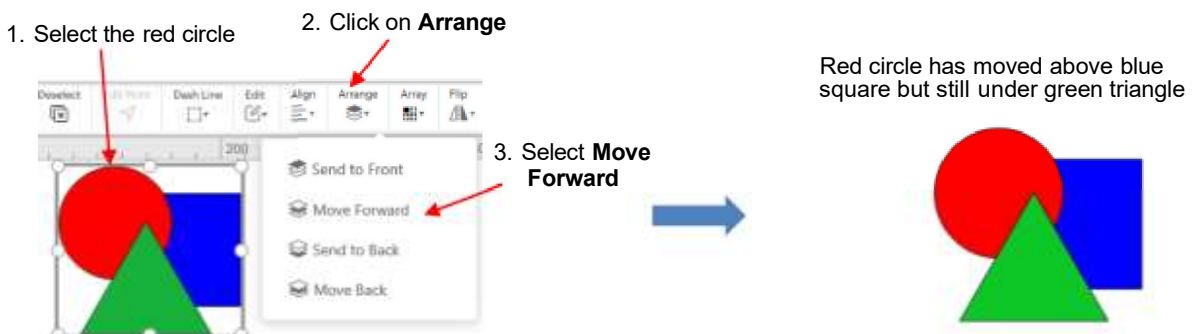 1. Select the red circle
2. Click on Arrange
Deselect Edit Point Dash Line Edit Align Arrange Array Flip
200
Send to Front
Move Forward
Send to Back
Move Back
3. Select Move
Forward
Red circle has moved above blue
square but still under green triangle